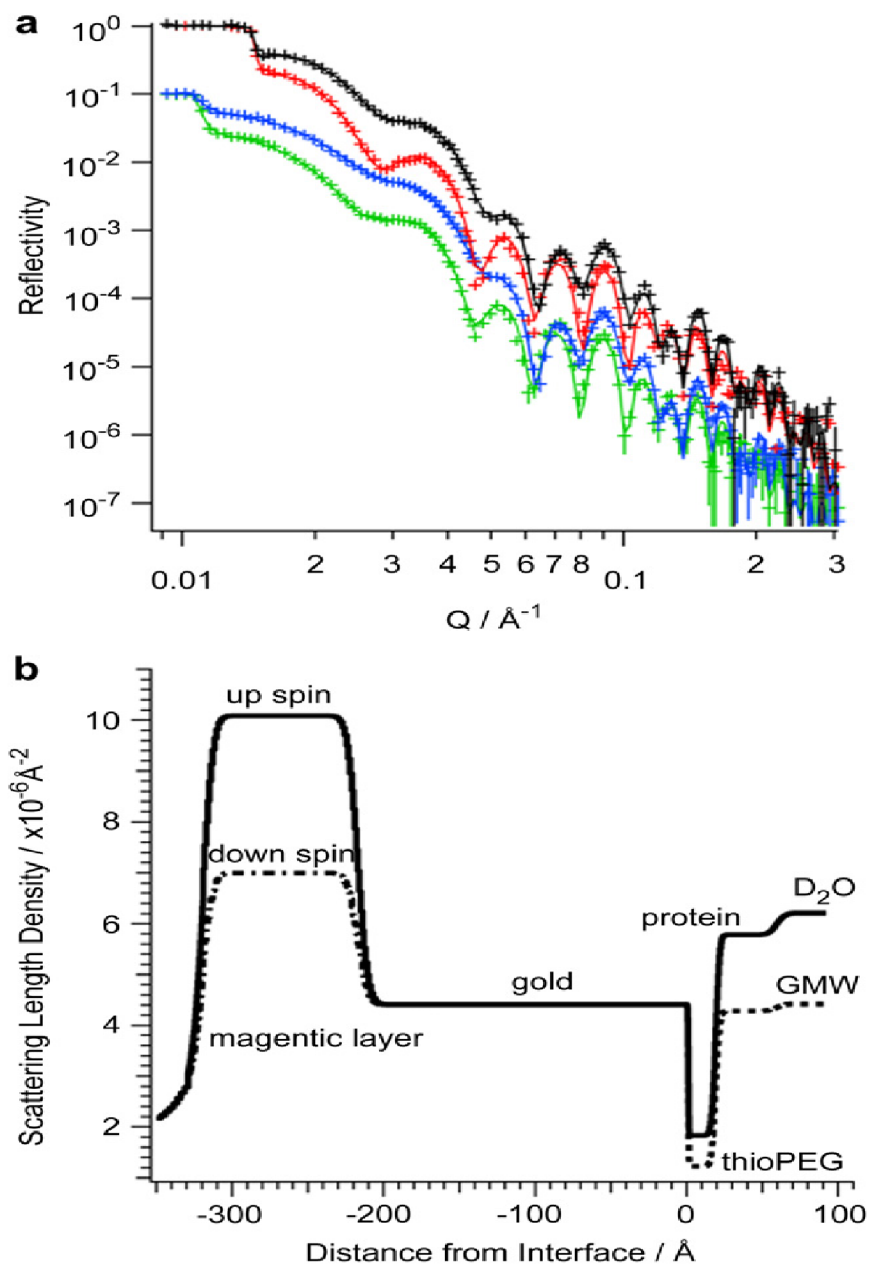 a
10⁰
10⁻¹
10⁻²
10⁻³
10⁻⁴
10⁻⁵
10⁻⁶
10⁻⁷
Reflectivity
0.01 2 3 4 5 6 7 8 0.1 2 3
Q / Å⁻¹
b
up spin
10
8
down spin
D₂O
protein
6
gold
GMW
4
magentic layer
2
thioPEG
Scattering Length Density / x10⁻⁶Å⁻²
-300 -200 -100 0 100
Distance from Interface / Å